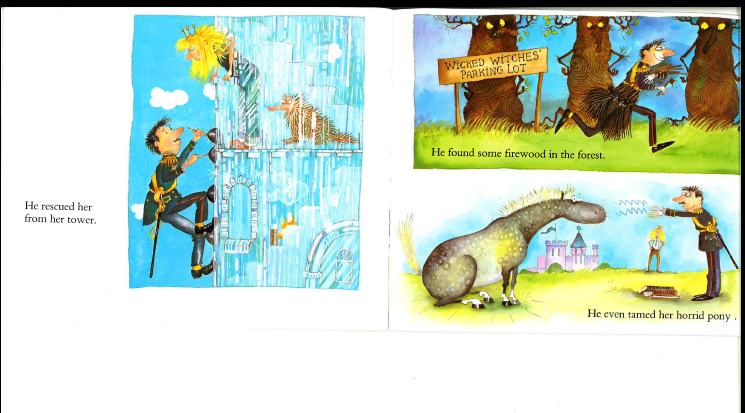 He rescued her
from her tower.
WICKED WITCHES'
PARKING LOT
He found some firewood in the forest.
He even tamed her horrid pony.